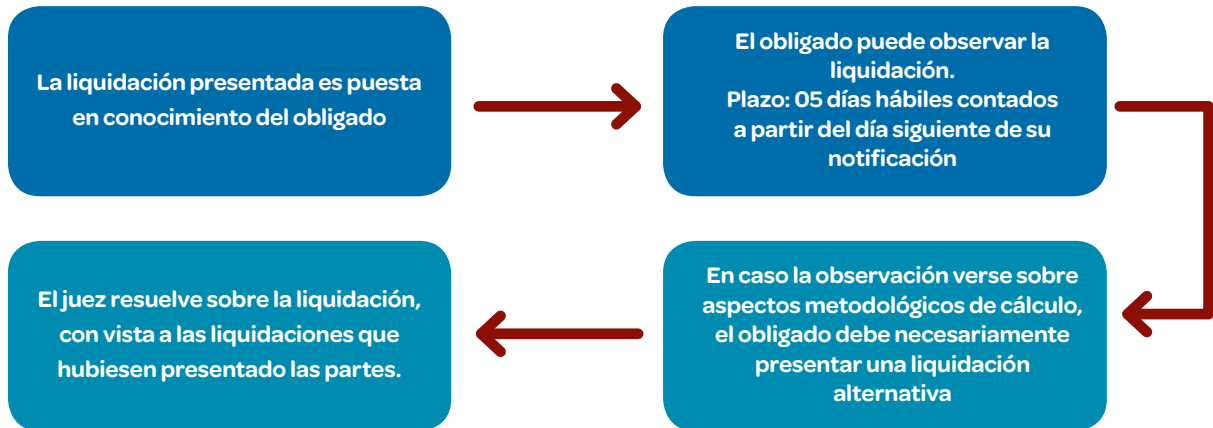 La liquidación presentada es puesta
en conocimiento del obligado
El obligado puede observar la
liquidación.
Plazo: 05 días hábiles contados
a partir del día siguiente de su
notificación
En caso la observación verse sobre
aspectos metodológicos de cálculo,
el obligado debe necesariamente
presentar una liquidación
alternativa
El juez resuelve sobre la liquidación,
con vista a las liquidaciones que
hubiesen presentado las partes.